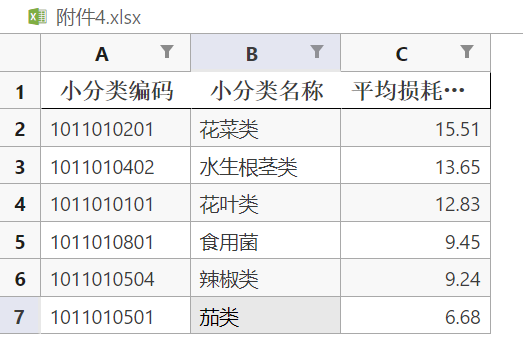 附件4.xlsx
A B C
1 小分类编码 小分类名称 平均损耗…
2 1011010201 花菜类 15.51
3 1011010402 水生根茎类 13.65
4 1011010101 花叶类 12.83
5 1011010801 食用菌 9.45
6 1011010504 辣椒类 9.24
7 1011010501 茄类 6.68